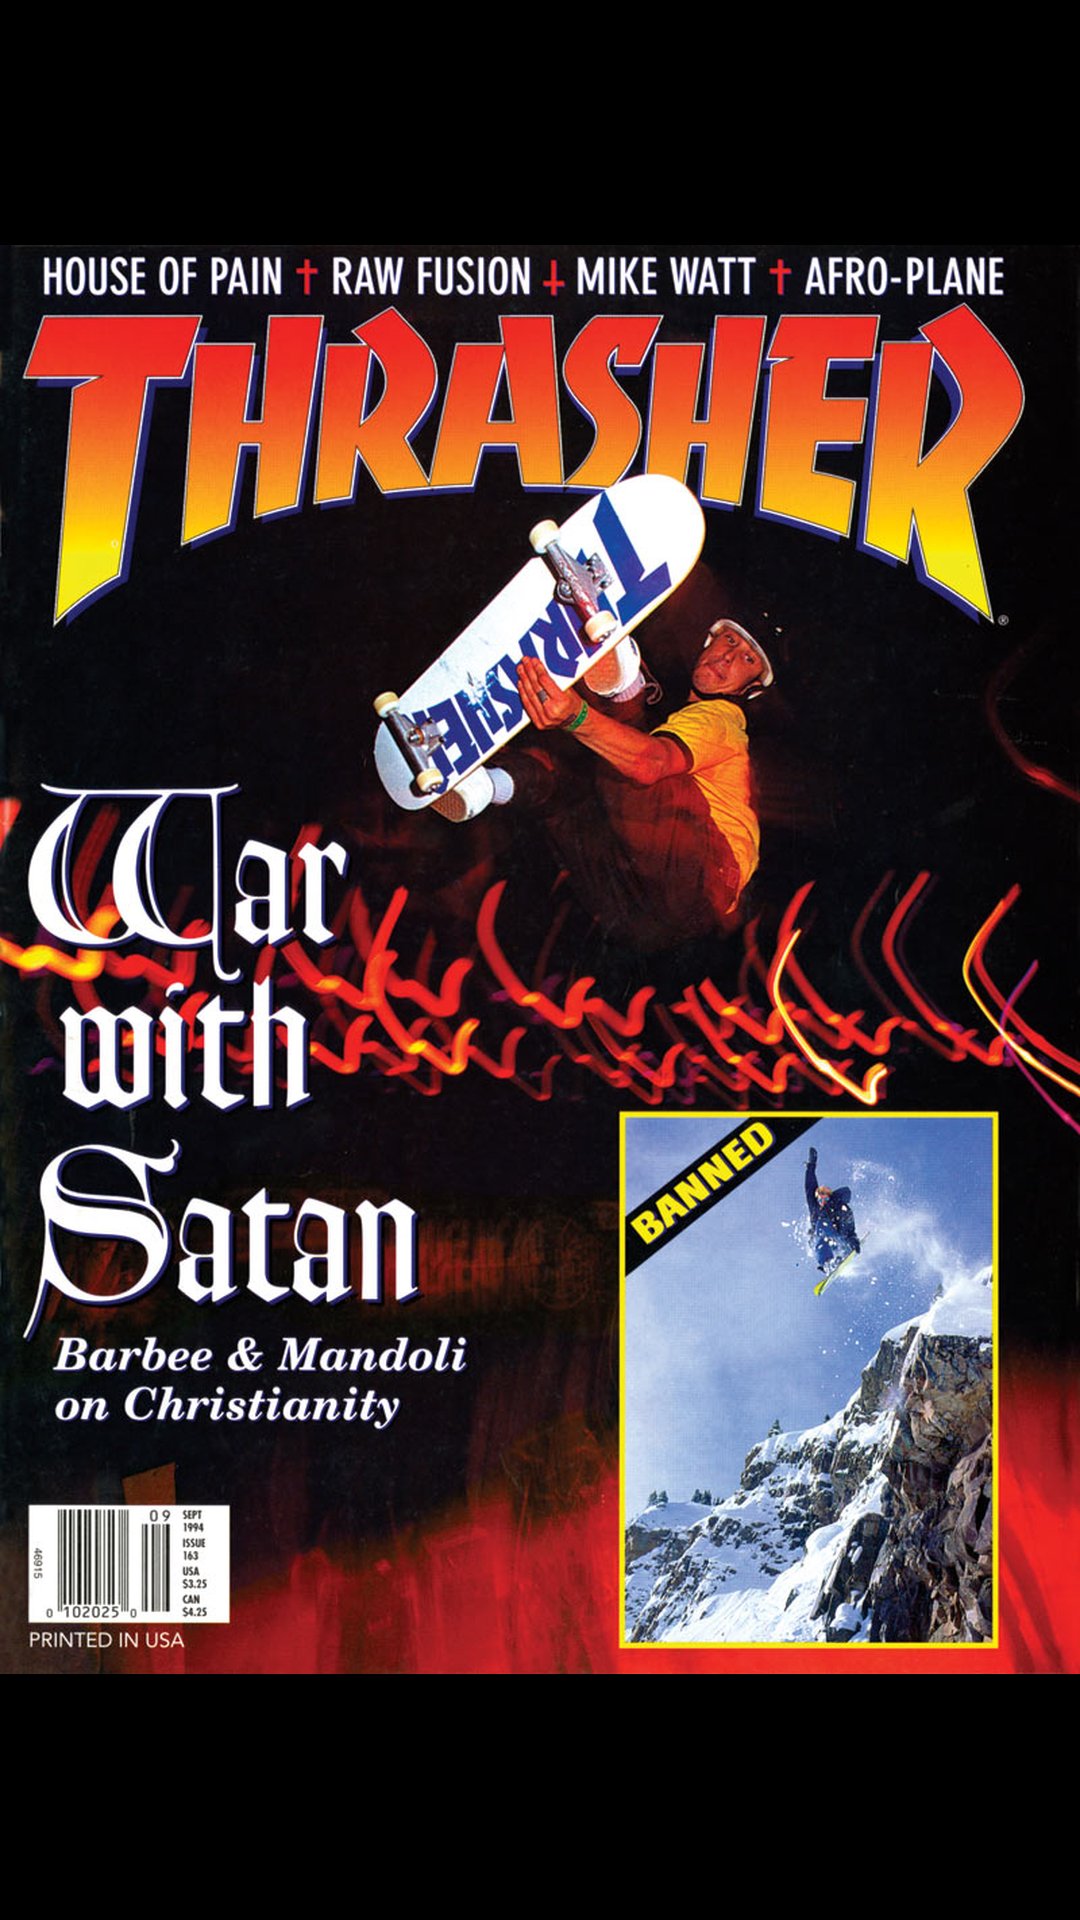 HOUSE OF PAIN † RAW FUSION † MIKE WATT † AFRO-PLANE
THRASHER®
THRASHER
War
with
Satan
Barbee & Mandoli
on Christianity
BANNED
09
SEPT
1994
ISSUE
163
USA
$3.25
CAN
$4.25
46915
0 102025 0
PRINTED IN USA